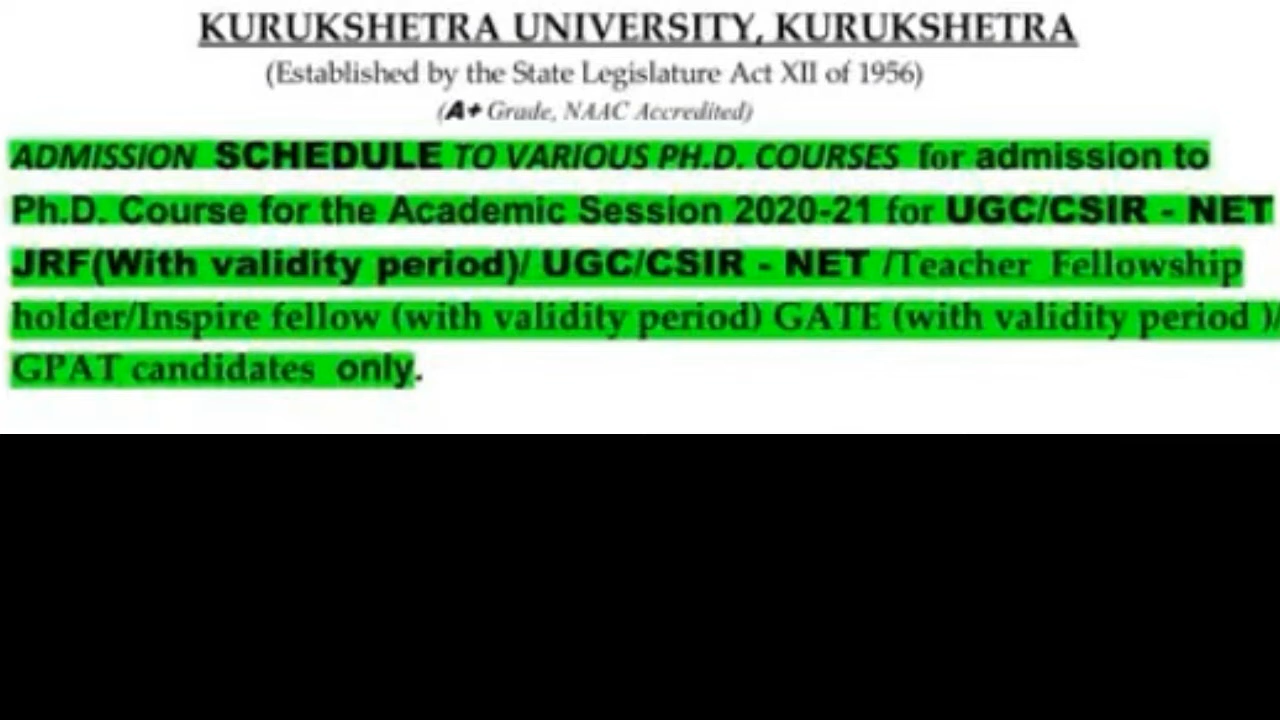 KURUKSHETRA UNIVERSITY, KURUKSHETRA
(Established by the State Legislature Act XII of 1956)
(A+ Grade, NAAC Accredited)
ADMISSION SCHEDULE TO VARIOUS PH.D. COURSES for admission to
Ph.D. Course for the Academic Session 2020-21 for UGC/CSIR - NET
JRF(With validity period)/ UGC/CSIR - NET /Teacher Fellowship
holder/Inspire fellow (with validity period) GATE (with validity period )/
GPAT candidates only.